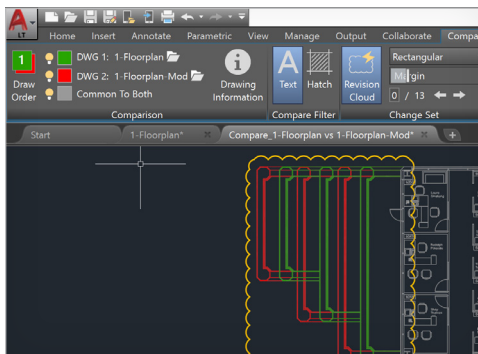 A
LT
Home Insert Annotate Parametric View Manage Output Collaborate Compa
1 DWG 1: 1-Floorplan
DWG 2: 1-Floorplan-Mod
Common To Both
Draw
Order
Drawing
Information
A
Text
Hatch
Revision
Cloud
Rectangular
Margin
0 / 13
Comparison
Compare Filter
Change Set
Start 1-Floorplan* Compare_1-Floorplan vs 1-Floorplan-Mod*